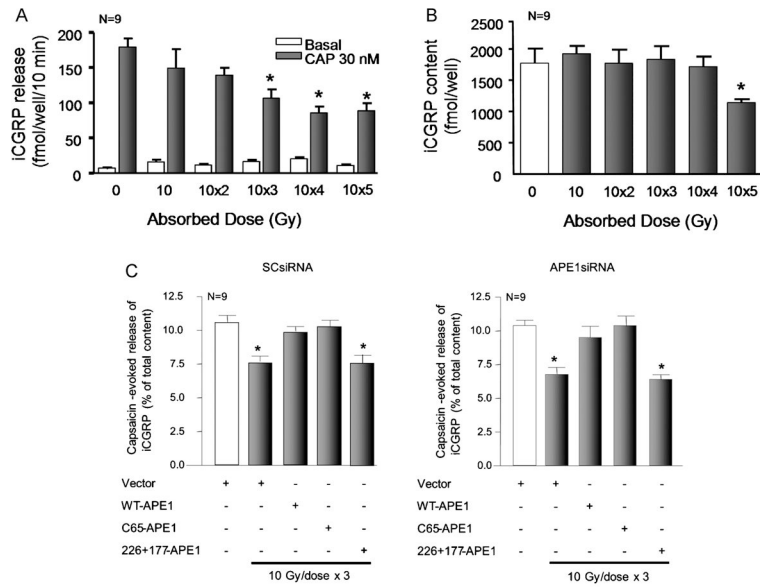 A
N=9
iCGRP release
(fmol/well/10 min)
200
150
100
50
0
Basal
CAP 30 nM
*
*
*
0 10 10x2 10x3 10x4 10x5
Absorbed Dose (Gy)
B
N=9
iCGRP content
(fmol/well)
2000
1750
1500
1000
500
0
*
0 10 10x2 10x3 10x4 10x5
Absorbed Dose (Gy)
C
SCsiRNA
N=9
Capsaicin -evoked release of
iCGRP (% of total content)
12.5
10.0
7.5
5.0
2.5
0.0
*
*
APE1siRNA
N=9
Capsaicin -evoked release of
iCGRP (% of total content)
12.5
10.0
7.5
5.0
2.5
0.0
*
*
Vector + + - - -
WT-APE1 - - + - -
C65-APE1 - - - + -
226+177-APE1 - - - - +
10 Gy/dose x 3
Vector + + - - -
WT-APE1 - - + - -
C65-APE1 - - - + -
226+177-APE1 - - - - +
10 Gy/dose x 3